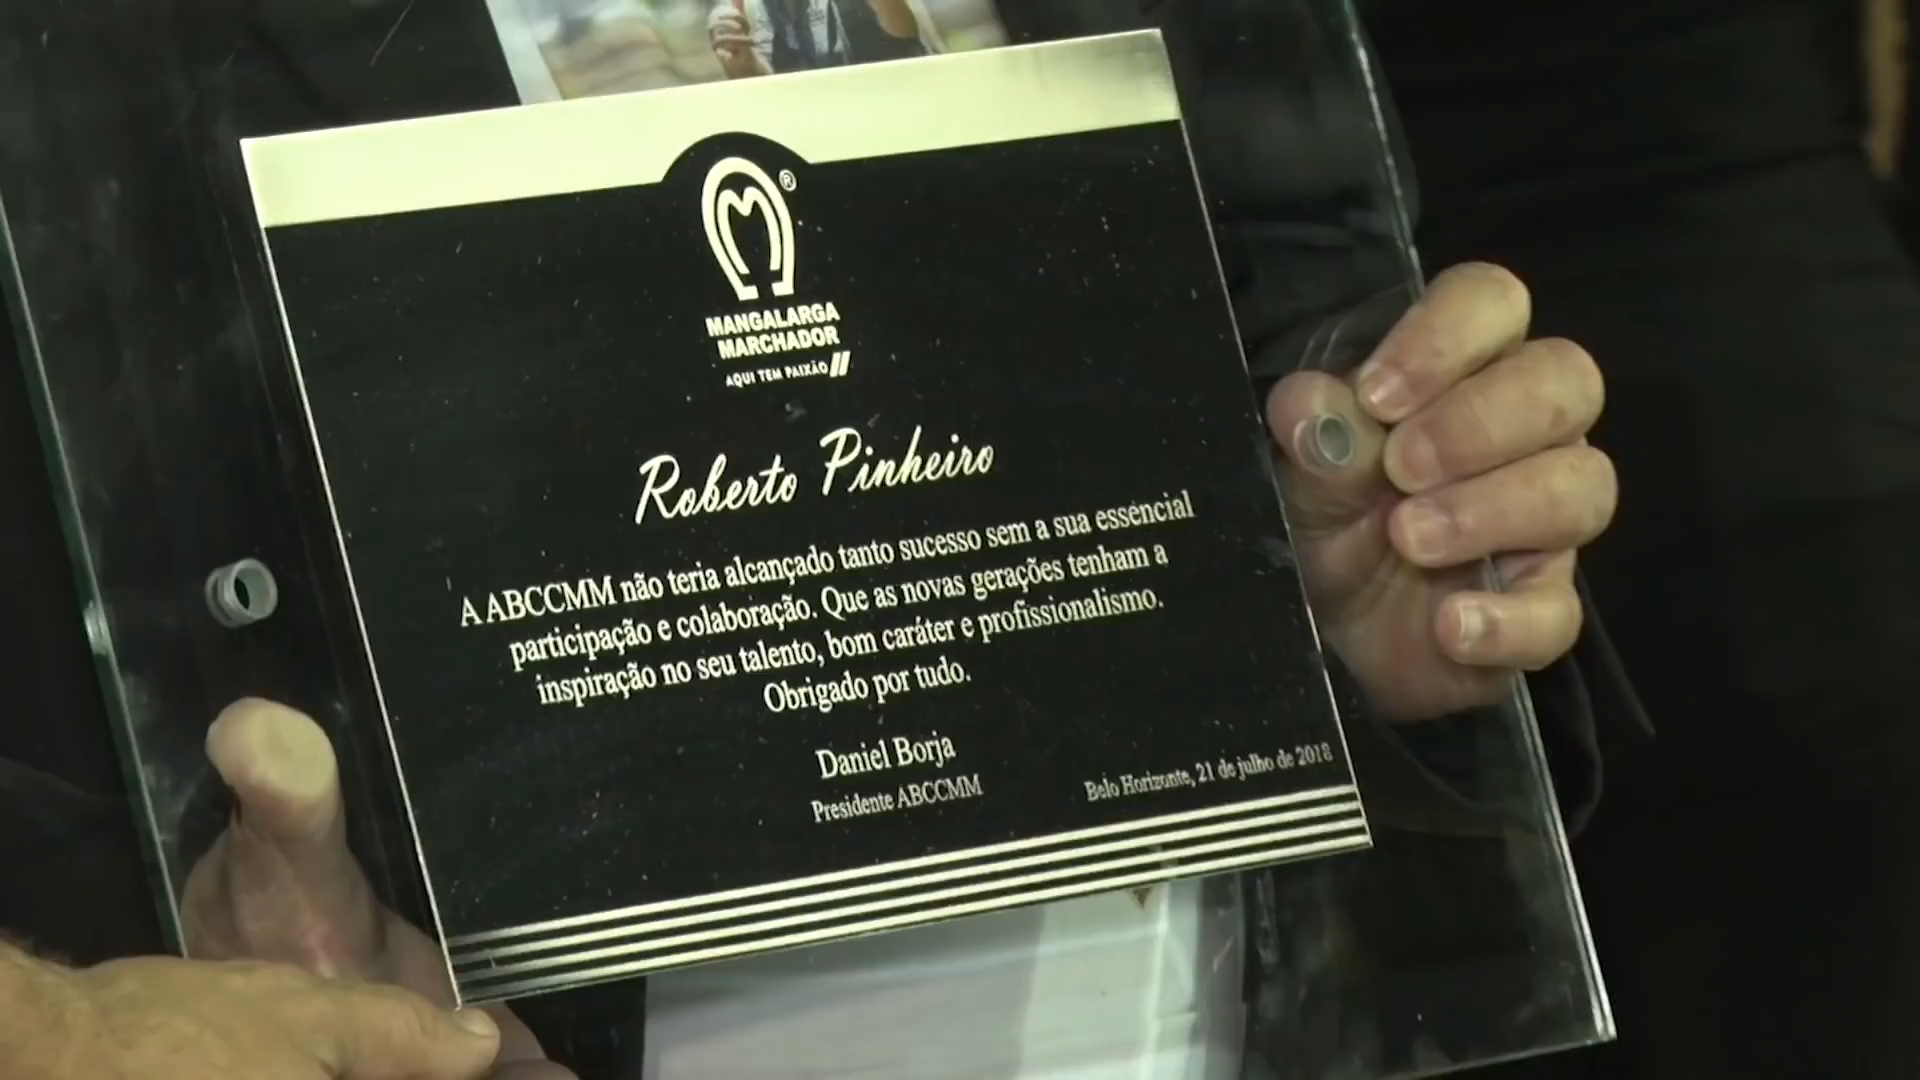 ®
MANGALARGA
MARCHADOR
AQUI TEM PAIXÃO
Roberto Pinheiro
A ABCCMM não teria alcançado tanto sucesso sem a sua essencial
participação e colaboração. Que as novas gerações tenham a
inspiração no seu talento, bom caráter e profissionalismo.
Obrigado por tudo.
Daniel Borja
Presidente ABCCMM
Belo Horizonte, 21 de julho de 2018